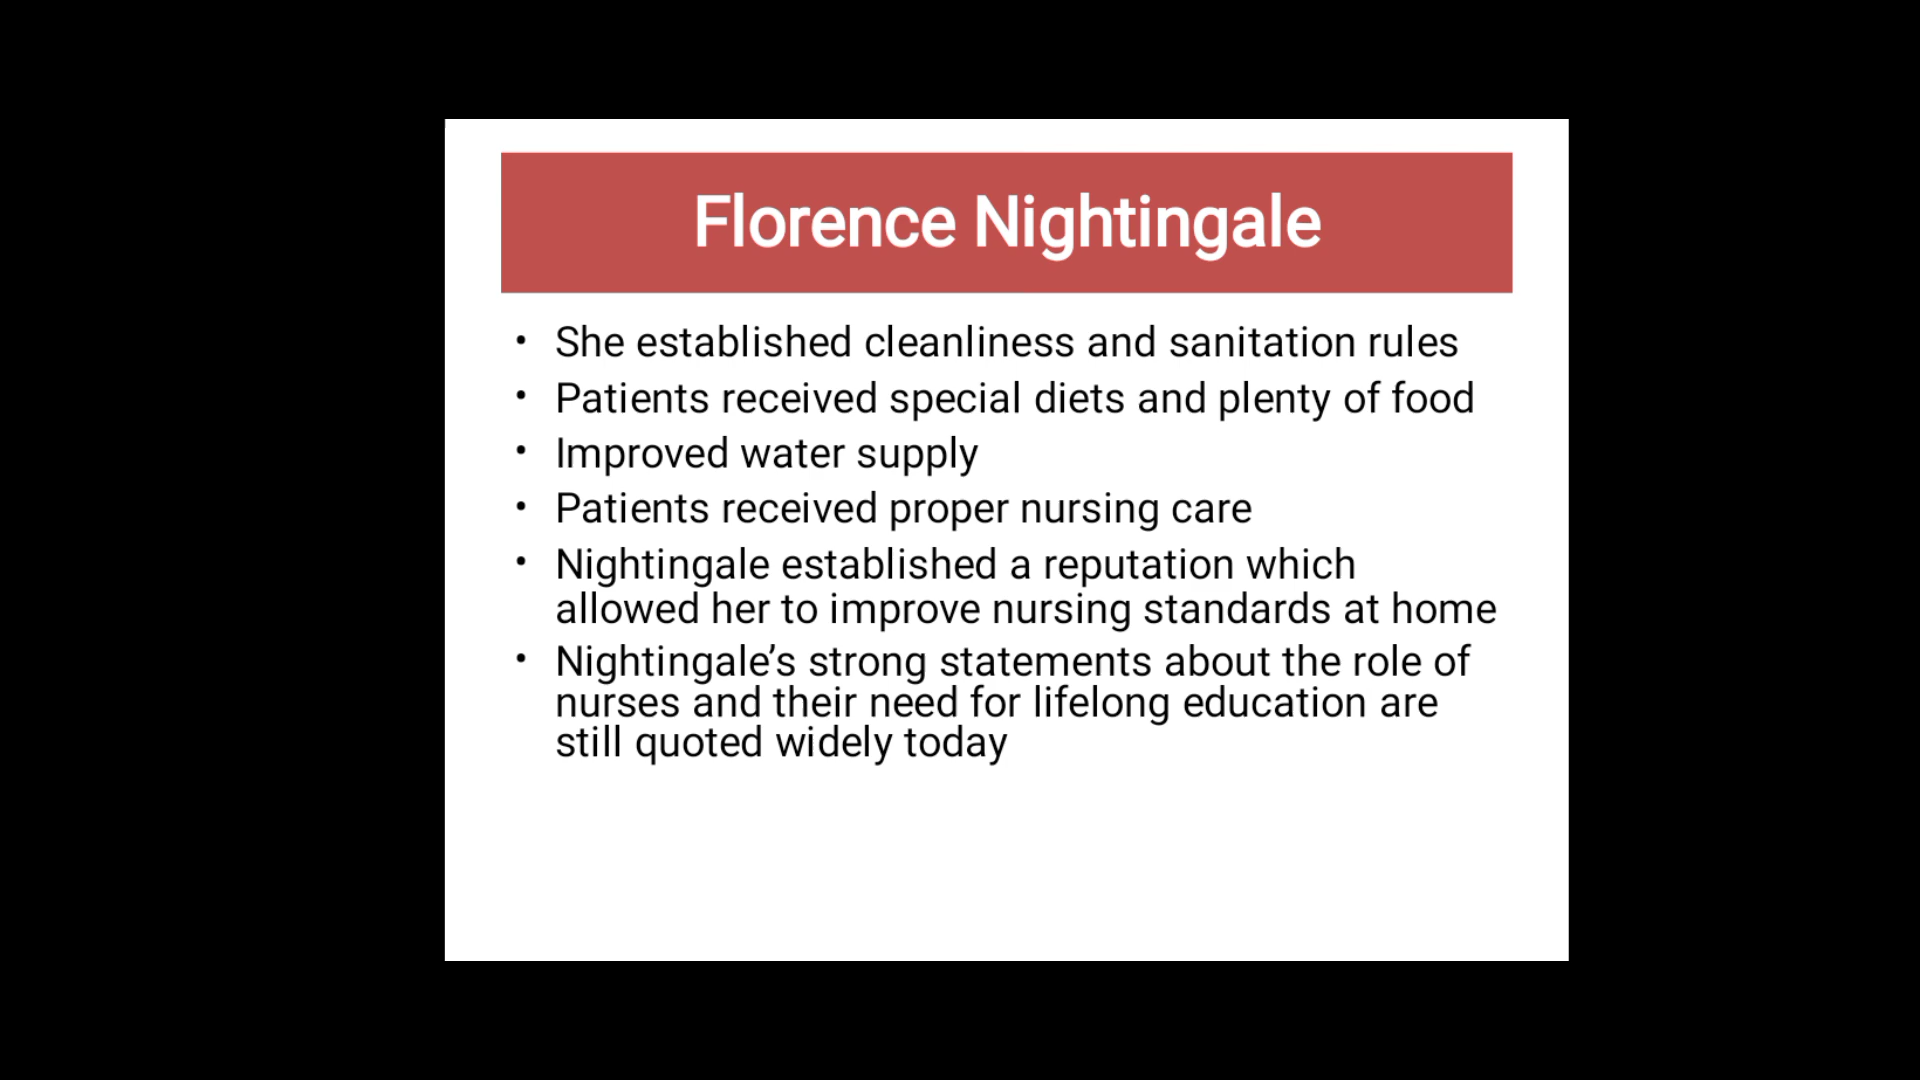 Florence Nightingale
• She established cleanliness and sanitation rules
• Patients received special diets and plenty of food
• Improved water supply
• Patients received proper nursing care
• Nightingale established a reputation which
allowed her to improve nursing standards at home
• Nightingale’s strong statements about the role of
nurses and their need for lifelong education are
still quoted widely today